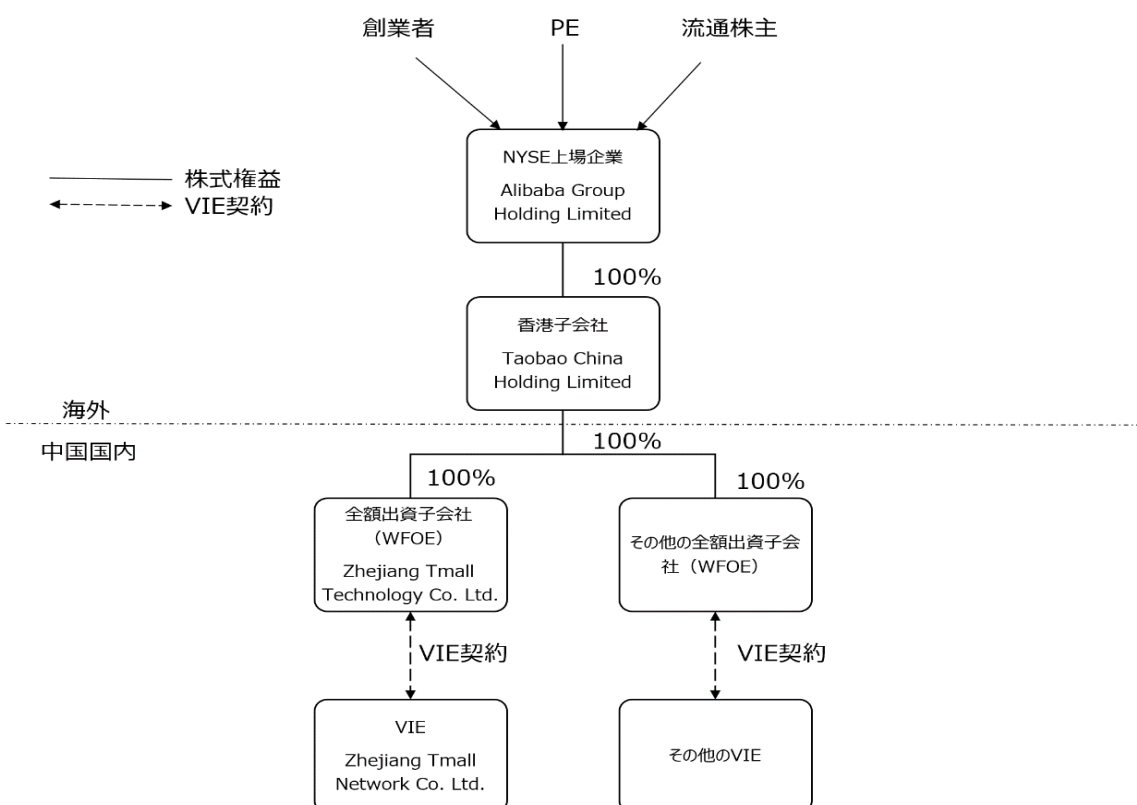 創業者
PE
流通株主
NYSE上場企業
Alibaba Group
Holding Limited
株式権益
VIE契約
100%
香港子会社
Taobao China
Holding Limited
海外
中国国内
100%
100%
100%
全額出資子会社
（WFOE）
Zhejiang Tmall
Technology Co. Ltd.
その他の全額出資子会
社（WFOE）
VIE契約
VIE契約
VIE
Zhejiang Tmall
Network Co. Ltd.
その他のVIE